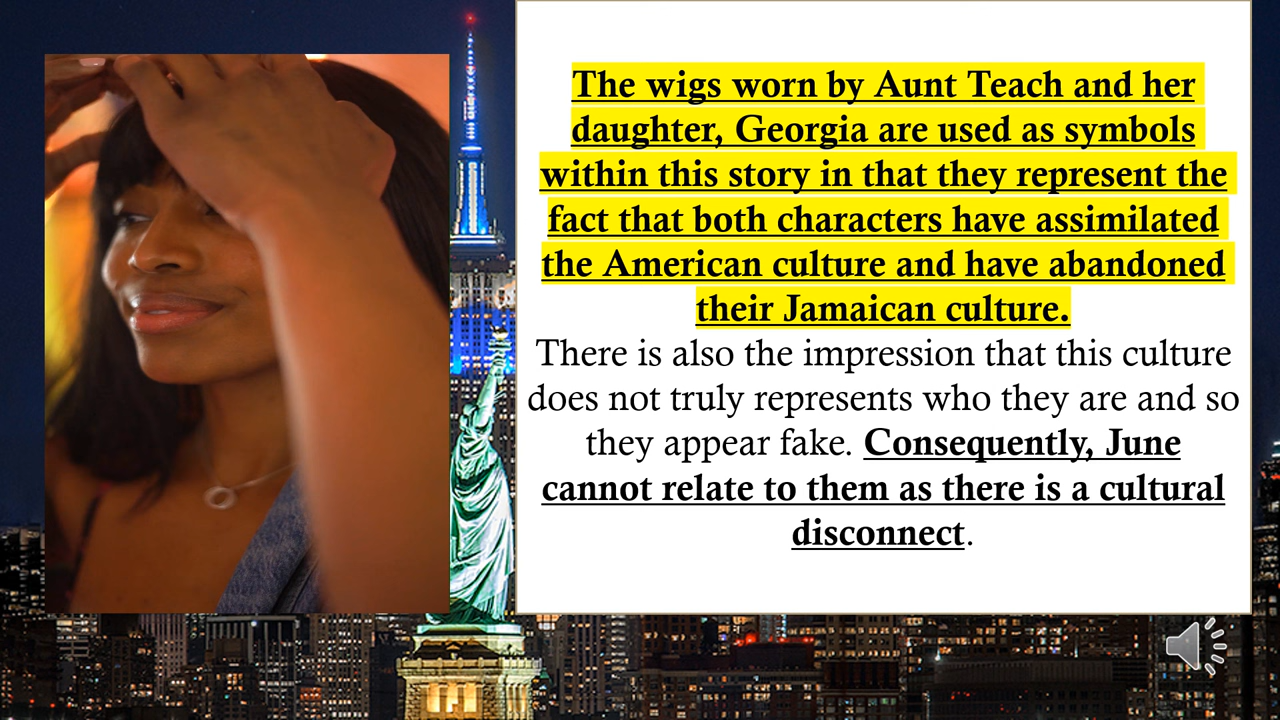 The wigs worn by Aunt Teach and her
daughter, Georgia are used as symbols
within this story in that they represent the
fact that both characters have assimilated
the American culture and have abandoned
their Jamaican culture.
There is also the impression that this culture
does not truly represents who they are and so
they appear fake. Consequently, June
cannot relate to them as there is a cultural
disconnect.